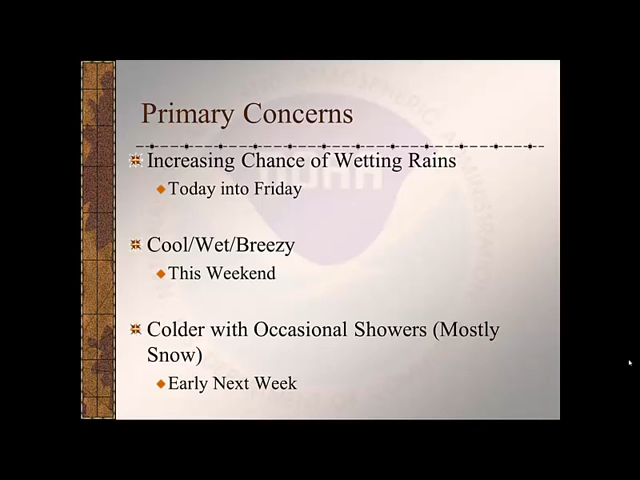 Primary Concerns
Increasing Chance of Wetting Rains
Today into Friday
Cool/Wet/Breezy
This Weekend
Colder with Occasional Showers (Mostly
Snow)
Early Next Week